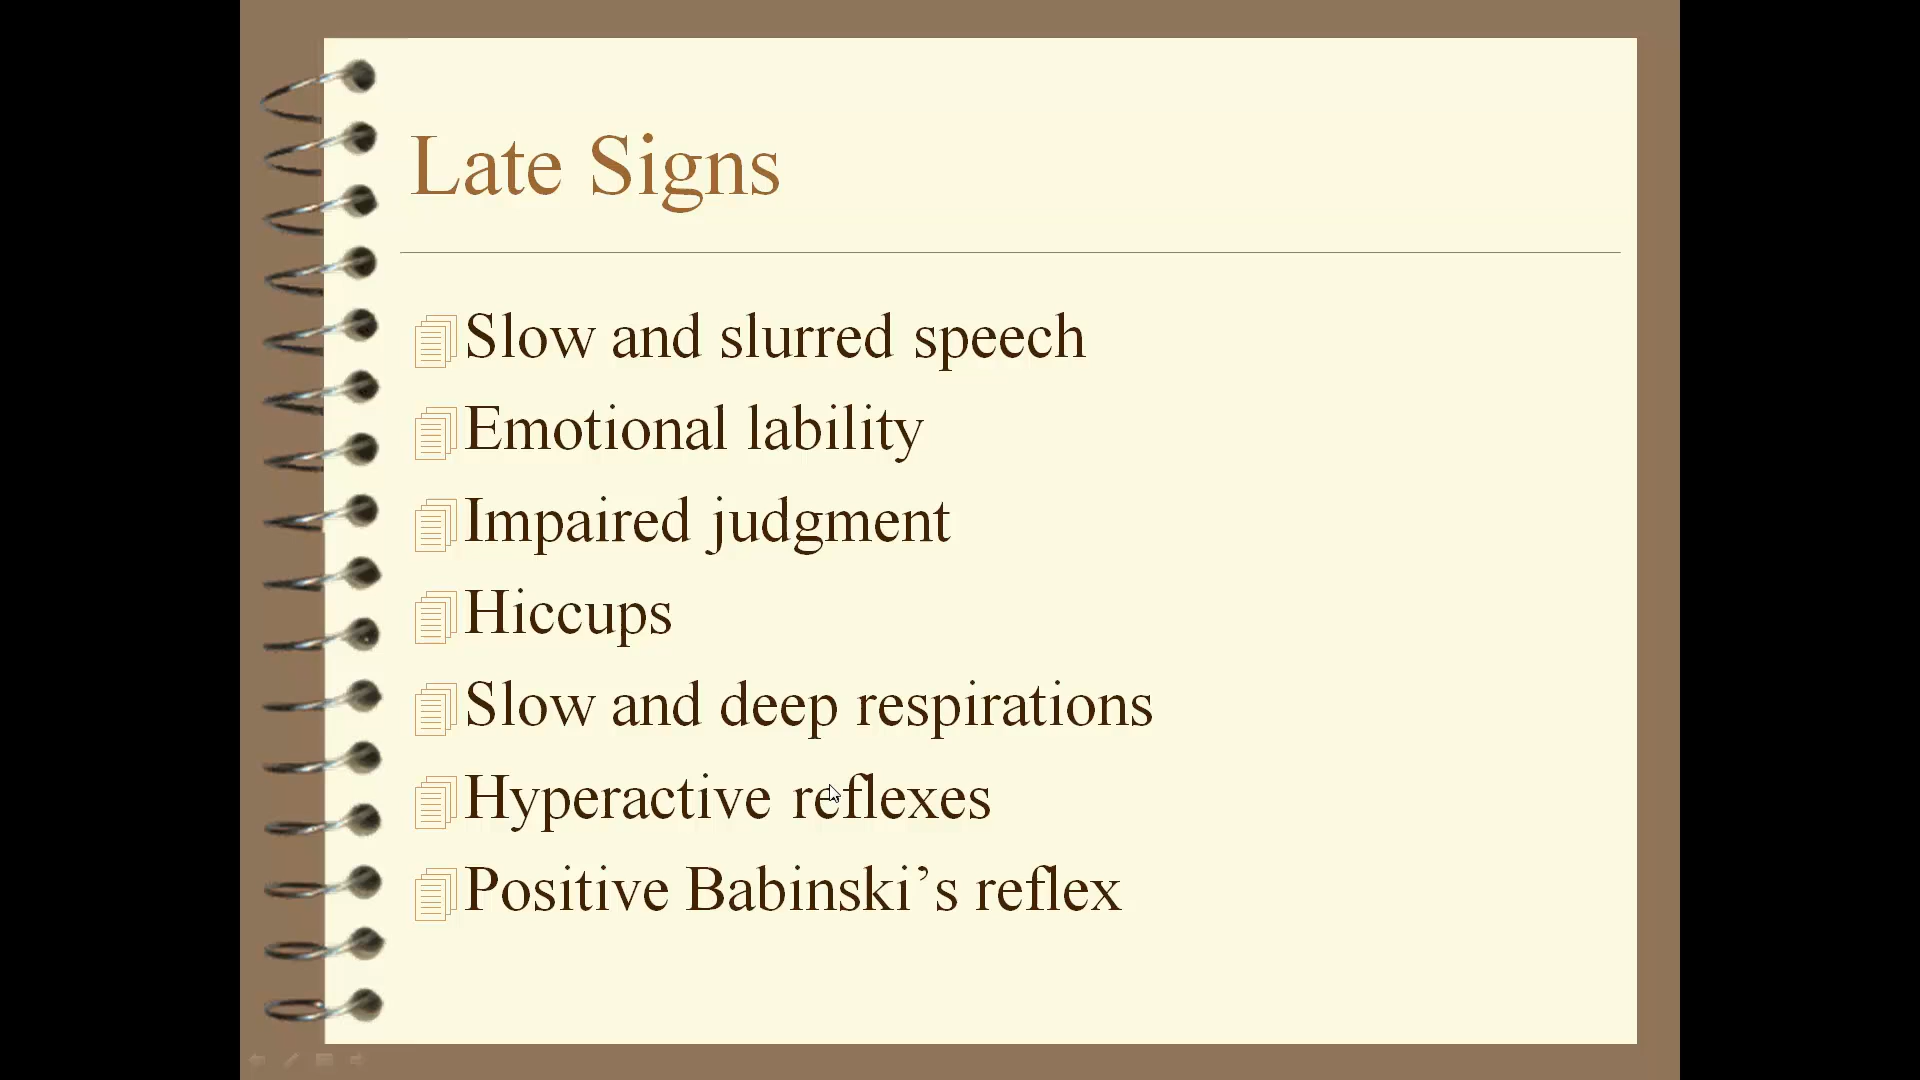 Late Signs
Slow and slurred speech
Emotional lability
Impaired judgment
Hiccups
Slow and deep respirations
Hyperactive reflexes
Positive Babinski’s reflex